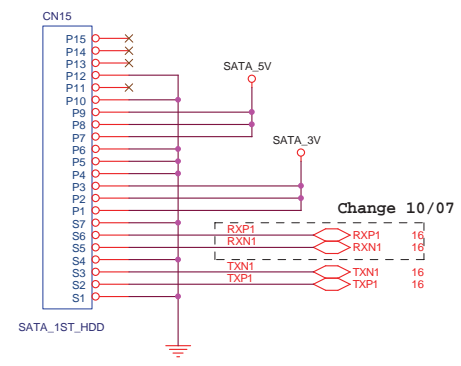 CN15
P15
P14
P13
P12
SATA_5V
P11
P10
P9
P8
P7
SATA_3V
P6
P5
P4
P3
P2
P1
Change 10/07
S7
S6 RXP1 RXP1 16
S5 RXN1 RXN1 16
S4
S3 TXN1 TXN1 16
S2 TXP1 TXP1 16
S1
SATA_1ST_HDD